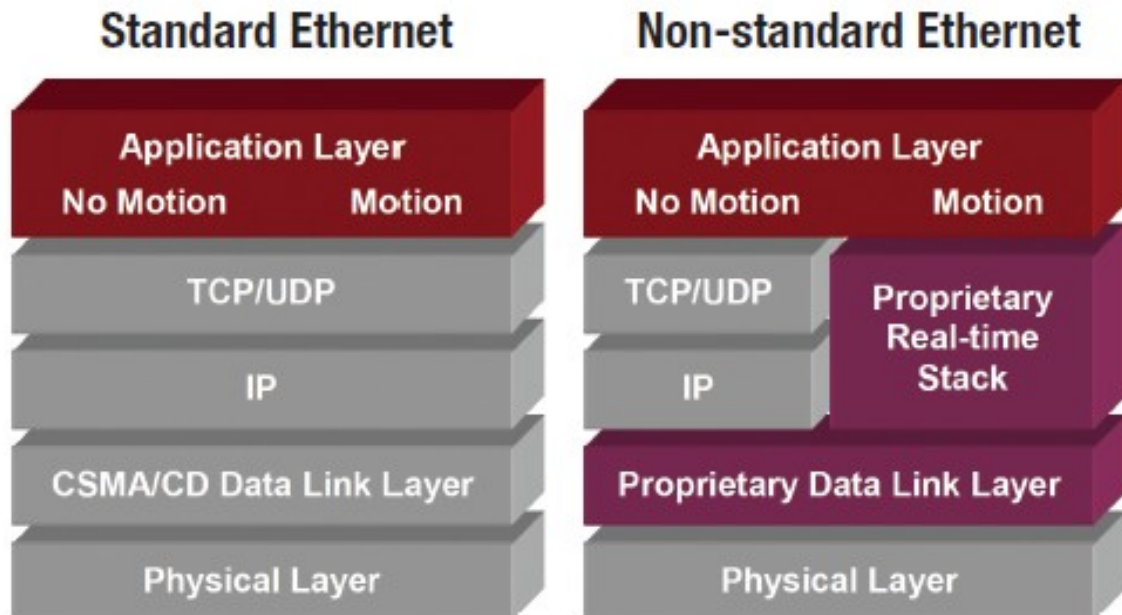 Standard Ethernet
Application Layer
No Motion Motion
TCP/UDP
IP
CSMA/CD Data Link Layer
Physical Layer
Non-standard Ethernet
Application Layer
No Motion Motion
TCP/UDP
IP
Proprietary
Real-time
Stack
Proprietary Data Link Layer
Physical Layer